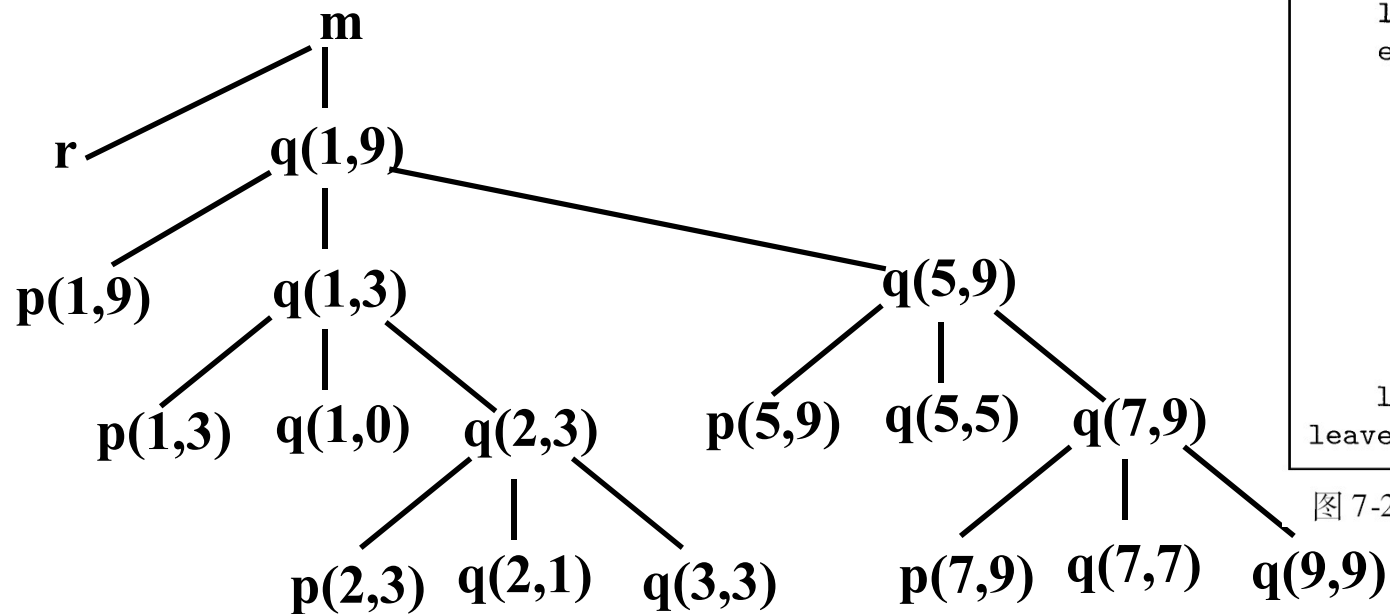 m
r
q(1,9)
p(1,9)
q(1,3)
q(5,9)
p(1,3)
q(1,0)
q(2,3)
p(5,9)
q(5,5)
q(7,9)
p(2,3)
q(2,1)
q(3,3)
p(7,9)
q(7,7)
q(9,9)
l
e
l
leave
图 7-2